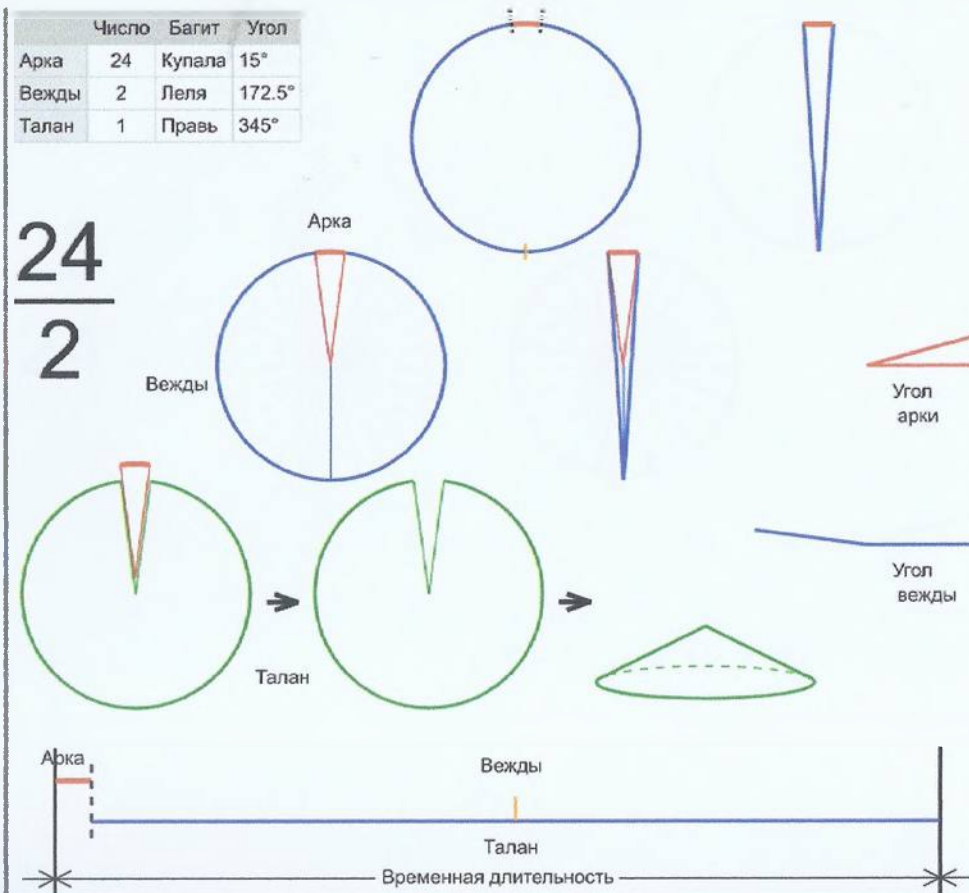 Число Багит Угол
Арка 24 Купала 15°
Вежды 2 Леля 172.5°
Талан 1 Правь 345°
24
2
Арка
Вежды
Угол
арки
Угол
вежды
Талан
Арка
Вежды
Талан
Временная длительность